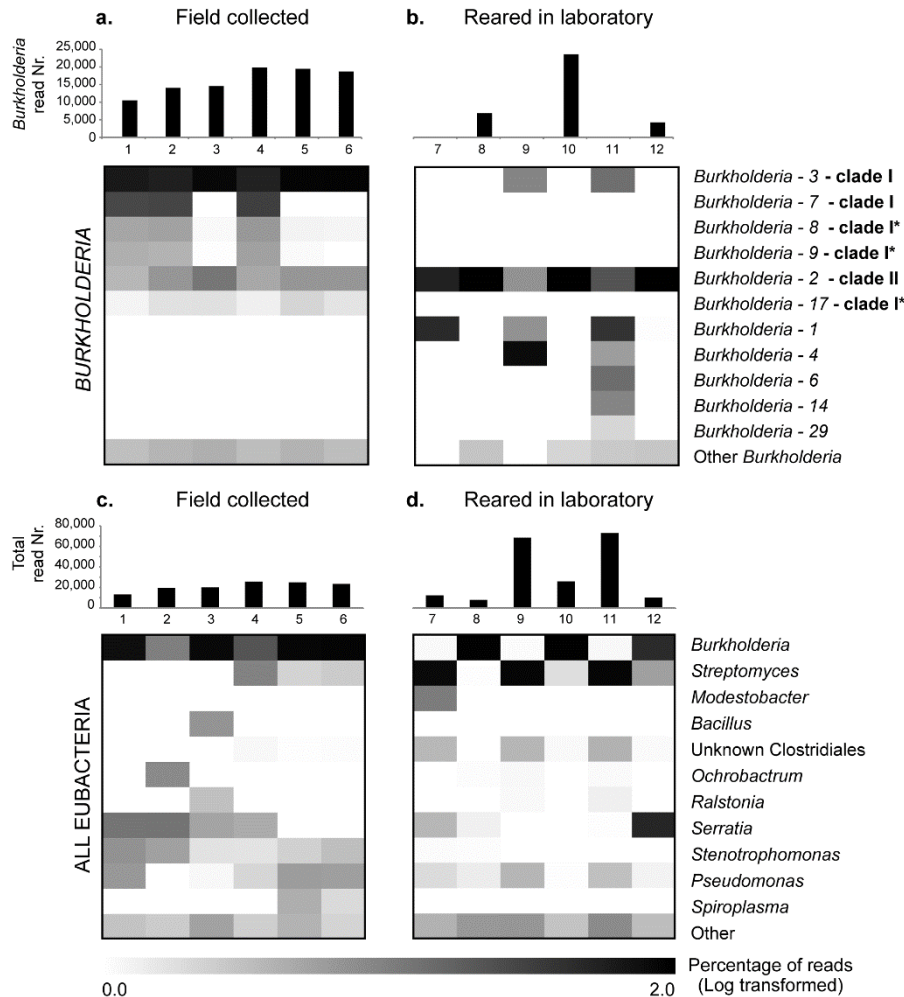 a. Field collected
b. Reared in laboratory
Burkholderia
read Nr.
25,000
20,000
15,000
10,000
5,000
0
1 2 3 4 5 6
7 8 9 10 11 12
BURKHOLDERIA
Burkholderia - 3 - clade I
Burkholderia - 7 - clade I
Burkholderia - 8 - clade I*
Burkholderia - 9 - clade I*
Burkholderia - 2 - clade II
Burkholderia - 17 - clade I*
Burkholderia - 1
Burkholderia - 4
Burkholderia - 6
Burkholderia - 14
Burkholderia - 29
Other Burkholderia
c. Field collected
d. Reared in laboratory
Total
read Nr.
80,000
60,000
40,000
20,000
0
1 2 3 4 5 6
7 8 9 10 11 12
ALL EUBACTERIA
Burkholderia
Streptomyces
Modestobacter
Bacillus
Unknown Clostridiales
Ochrobactrum
Ralstonia
Serratia
Stenotrophomonas
Pseudomonas
Spiroplasma
Other
0.0 2.0
Percentage of reads
(Log transformed)